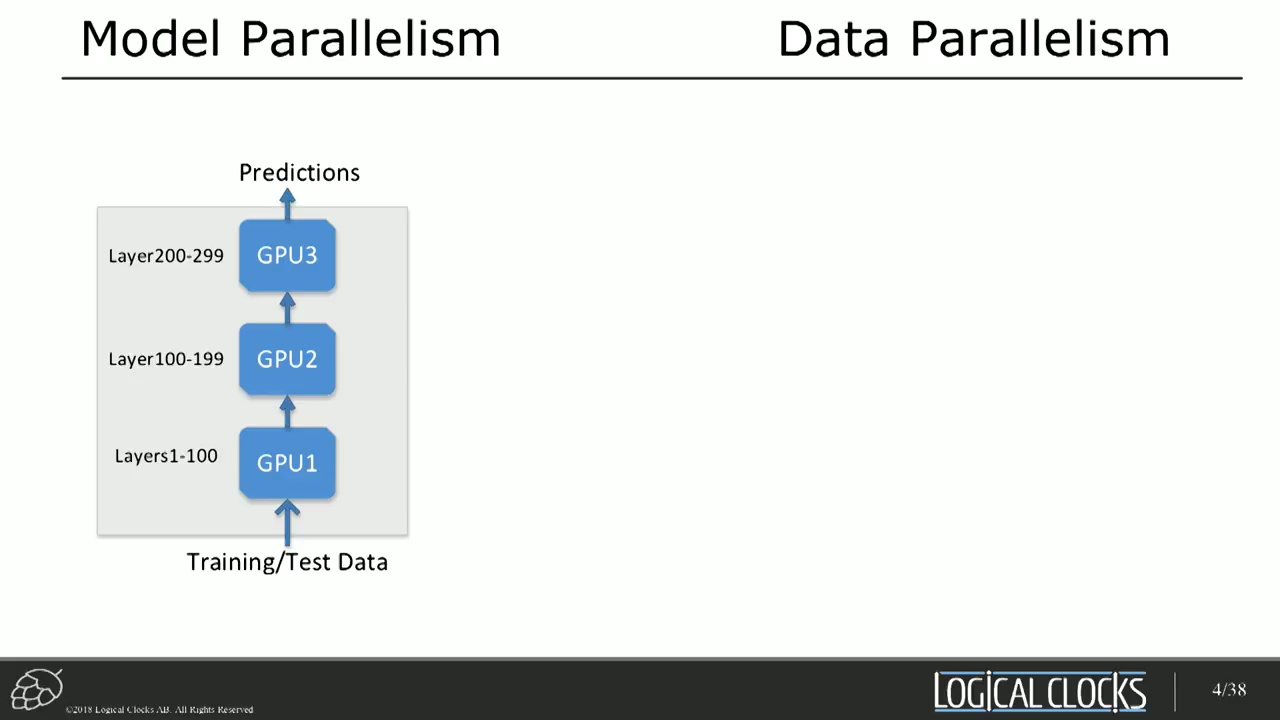 Model Parallelism
Data Parallelism
Predictions
Layer200-299
GPU3
Layer100-199
GPU2
Layers1-100
GPU1
Training/Test Data
©2018 Logical Clocks AB. All Rights Reserved
LOGICAL CLOCKS
4/38